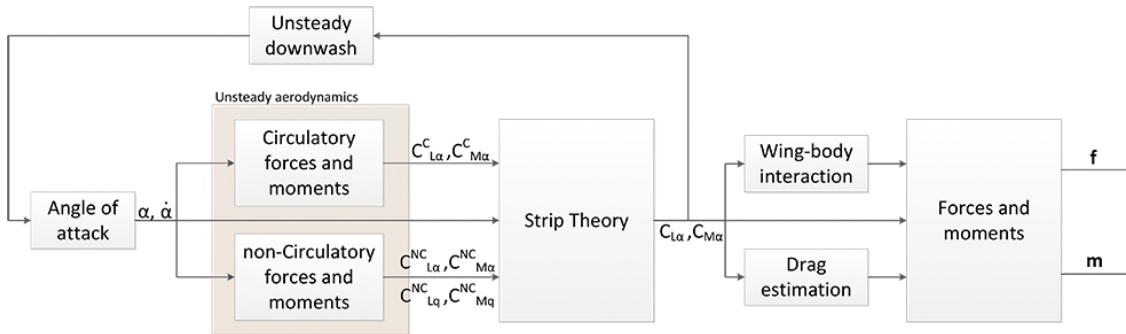 Unsteady
downwash
Unsteady aerodynamics
Circulatory
forces and
moments
C^C_Lα,C^C_Mα
Angle of
attack
α, α̇
Strip Theory
non-Circulatory
forces and
moments
C^NC_Lα,C^NC_Mα
C^NC_Lq,C^NC_Mq
C_Lα,C_Mα
Wing-body
interaction
Drag
estimation
Forces and
moments
f
m